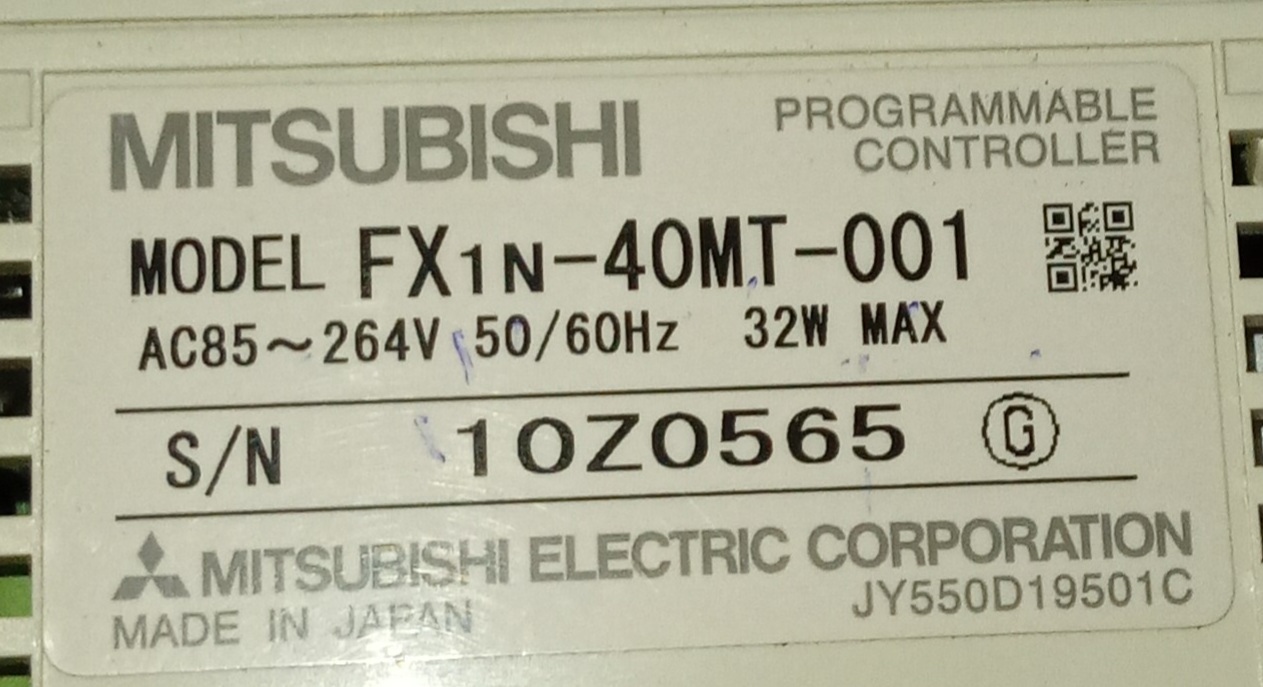 MITSUBISHI
PROGRAMMABLE
CONTROLLER
MODEL FX1N-40MT-001
AC85～264V 50/60Hz 32W MAX
S/N 10Z0565 G
MITSUBISHI ELECTRIC CORPORATION
MADE IN JAPAN
JY550D19501C